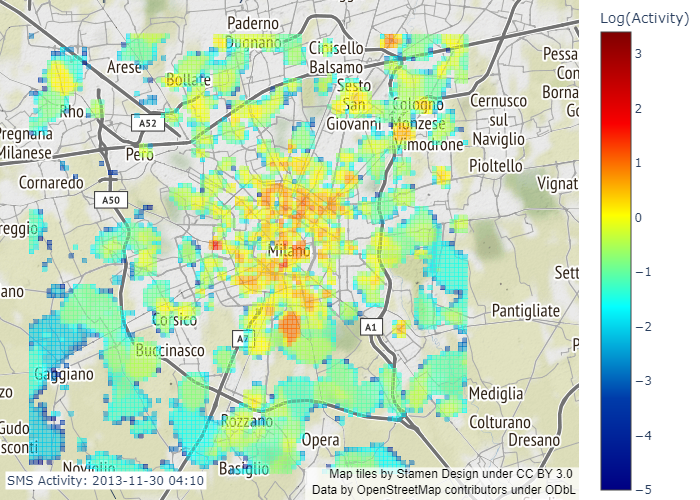 Log(Activity)
Paderno
Dugnano
Cinisello
Balsamo
Arese
Bollate
Sesto
San
Giovanni
Cologno
Monzese
Vimodrone
Cernusco
sul
Naviglio
Pioltello
Pessa
Con
Borna
Go
Rho
A52
Pregnana
Milanese
Pero
Cornaredo
A50
Vignat
reggio
Milano
ano
Sett
Pantigliate
Corsico
A7
A1
P
Buccinasco
Gaggiano
zo
Mediglia
Gudo
sconti
Rozzano
Colturano
Dresano
Opera
Noviglio
Basiglio
SMS Activity: 2013-11-30 04:10
Map tiles by Stamen Design under CC BY 3.0
Data by OpenStreetMap contributors under ODbL
3
2
1
0
−1
−2
−3
−4
−5